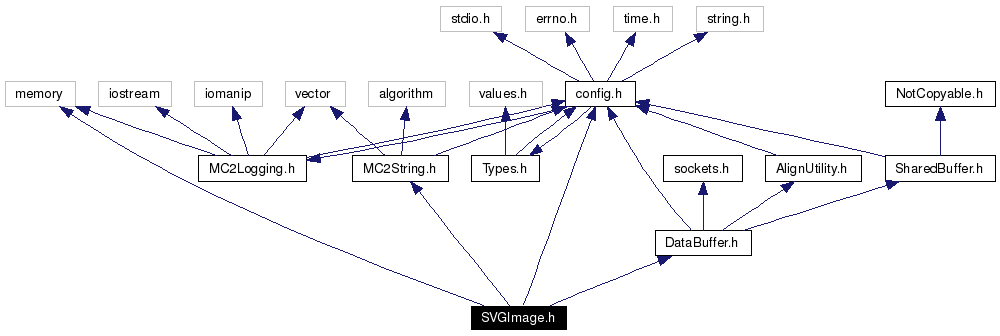 stdio.h errno.h time.h string.h
memory iostream iomanip vector algorithm values.h config.h NotCopyable.h
MC2Logging.h MC2String.h Types.h sockets.h AlignUtility.h SharedBuffer.h
DataBuffer.h
SVGImage.h